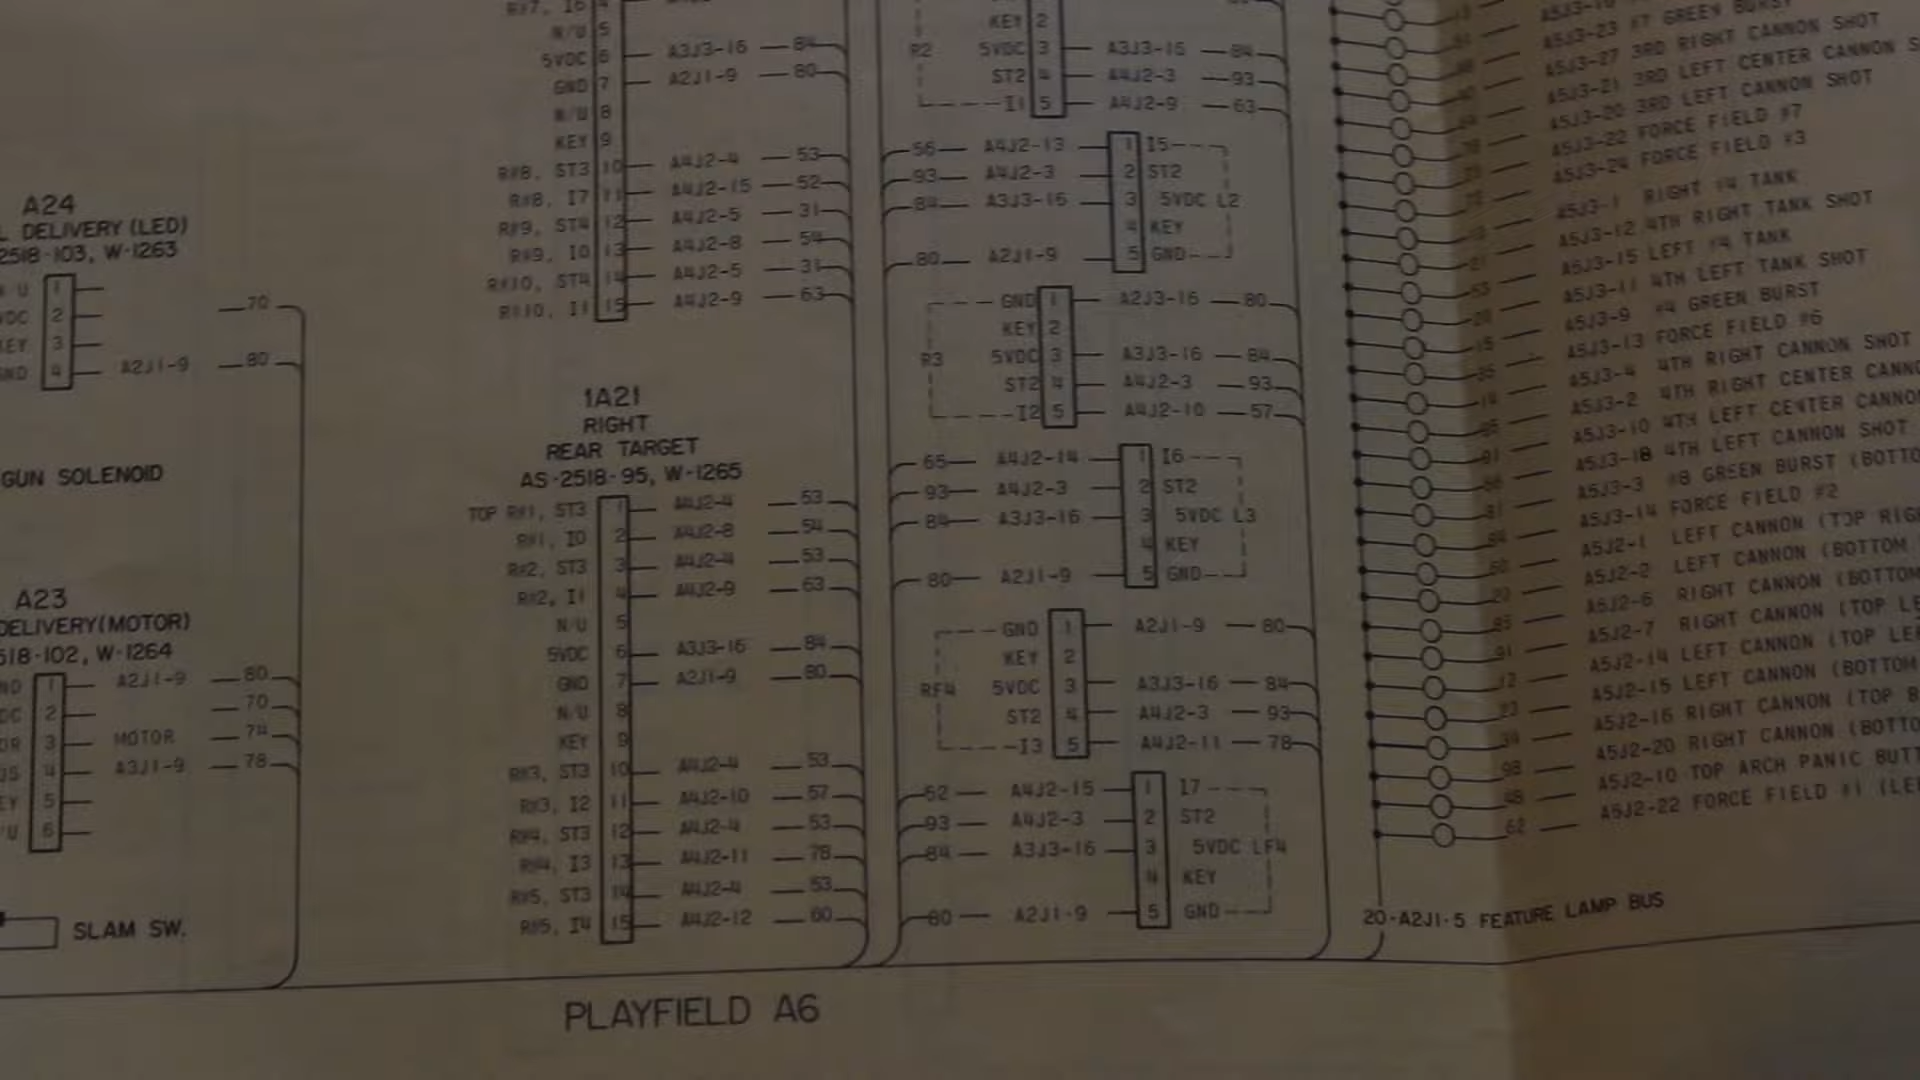 A24
L DELIVERY (LED)
2518-103, W-1263
1
2
3
GND 4 A2J1-9 80
70
GUN SOLENOID
A23
DELIVERY(MOTOR)
518-102, W-1264
1 A2J1-9 80
2 70
3 MOTOR 74
4 A3J1-9 78
5
6
SLAM SW.
N/U 5
5VDC 6 A3J3-16 84
GND 7 A2J1-9 80
N/U 8
KEY 9
R#8, ST3 10 A4J2-4 53
R#8, I7 11 A4J2-15 52
R#9, ST4 12 A4J2-5 31
R#9, I0 13 A4J2-8 54
R#10, ST4 14 A4J2-5 31
R#10, I1 15 A4J2-9 63
1A21
RIGHT
REAR TARGET
AS-2518-95, W-1265
TOP R#1, ST3 1 A4J2-4 53
R#1, I0 2 A4J2-8 54
R#2, ST3 3 A4J2-4 53
R#2, I1 4 A4J2-9 63
N/U 5
5VDC 6 A3J3-16 84
GND 7 A2J1-9 80
N/U 8
KEY 9
R#3, ST3 10 A4J2-4 53
R#3, I2 11 A4J2-10 57
R#4, ST3 12 A4J2-4 53
R#4, I3 13 A4J2-11 78
R#5, ST3 14 A4J2-4 53
R#5, I4 15 A4J2-12 60
KEY 2
R2 5VDC 3 A3J3-16 84
ST2 4 A4J2-3 93
I1 5 A4J2-9 63
56 A4J2-13 1 I5
93 A4J2-3 2 ST2
84 A3J3-16 3 5VDC L2
4 KEY
80 A2J1-9 5 GND
GND 1 A2J3-16 80
KEY 2
R3 5VDC 3 A3J3-16 84
ST2 4 A4J2-3 93
I2 5 A4J2-10 57
65 A4J2-14 1 I6
93 A4J2-3 2 ST2
84 A3J3-16 3 5VDC L3
4 KEY
80 A2J1-9 5 GND
GND 1 A2J1-9 80
KEY 2
RF4 5VDC 3 A3J3-16 84
ST2 4 A4J2-3 93
I3 5 A4J2-11 78
52 A4J2-15 1 I7
93 A4J2-3 2 ST2
84 A3J3-16 3 5VDC LF4
4 KEY
80 A2J1-9 5 GND
A5J3-23 #7 GREEN BURST
A5J3-27 3RD RIGHT CANNON SHOT
A5J3-21 3RD LEFT CENTER CANNON S
A5J3-20 3RD LEFT CANNON SHOT
A5J3-22 FORCE FIELD #7
A5J3-24 FORCE FIELD #3
A5J3-1 RIGHT #4 TANK
A5J3-12 4TH RIGHT TANK SHOT
A5J3-15 LEFT #4 TANK
A5J3-11 4TH LEFT TANK SHOT
A5J3-9 #4 GREEN BURST
A5J3-13 FORCE FIELD #6
A5J3-4 4TH RIGHT CANNON SHOT
A5J3-2 4TH RIGHT CENTER CANNO
A5J3-10 4TH LEFT CENTER CANNON
A5J3-18 4TH LEFT CANNON SHOT
A5J3-3 #8 GREEN BURST (BOTTO
A5J3-14 FORCE FIELD #2
A5J2-1 LEFT CANNON (TOP RIG
A5J2-2 LEFT CANNON (BOTTOM
A5J2-6 RIGHT CANNON (BOTTOM
A5J2-7 RIGHT CANNON (TOP LE
A5J2-14 LEFT CANNON (TOP LEF
A5J2-15 LEFT CANNON (BOTTOM
A5J2-16 RIGHT CANNON (TOP
A5J2-20 RIGHT CANNON (BOTTO
A5J2-10 TOP ARCH PANIC BUTT
62 A5J2-22 FORCE FIELD #1 (LE
20-A2J1-5 FEATURE LAMP BUS
PLAYFIELD A6